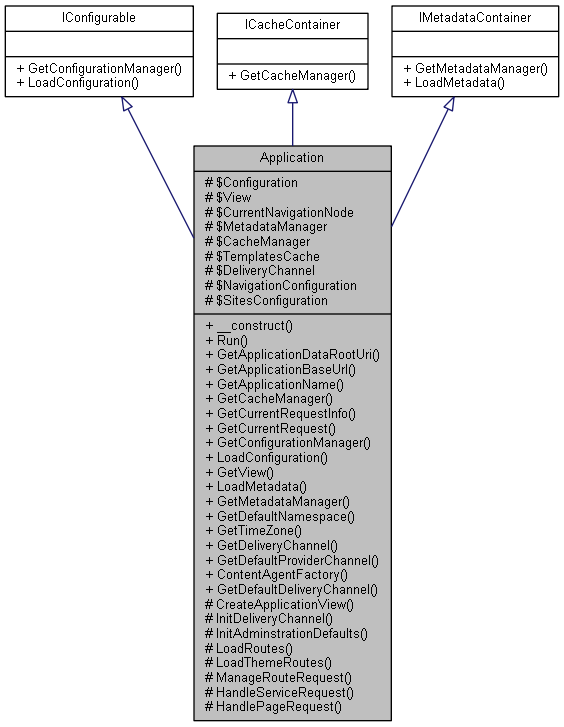 IConfigurable
+ GetConfigurationManager()
+ LoadConfiguration()
ICacheContainer
+ GetCacheManager()
IMetadataContainer
+ GetMetadataManager()
+ LoadMetadata()
Application
# $Configuration
# $View
# $CurrentNavigationNode
# $MetadataManager
# $CacheManager
# $TemplatesCache
# $DeliveryChannel
# $NavigationConfiguration
# $SitesConfiguration
+ __construct()
+ Run()
+ GetApplicationDataRootUri()
+ GetApplicationBaseUrl()
+ GetApplicationName()
+ GetCacheManager()
+ GetCurrentRequestInfo()
+ GetCurrentRequest()
+ GetConfigurationManager()
+ LoadConfiguration()
+ GetView()
+ LoadMetadata()
+ GetMetadataManager()
+ GetDefaultNamespace()
+ GetTimeZone()
+ GetDeliveryChannel()
+ GetDefaultProviderChannel()
+ ContentAgentFactory()
+ GetDefaultDeliveryChannel()
# CreateApplicationView()
# InitDeliveryChannel()
# InitAdminstrationDefaults()
# LoadRoutes()
# LoadThemeRoutes()
# ManageRouteRequest()
# HandleServiceRequest()
# HandlePageRequest()